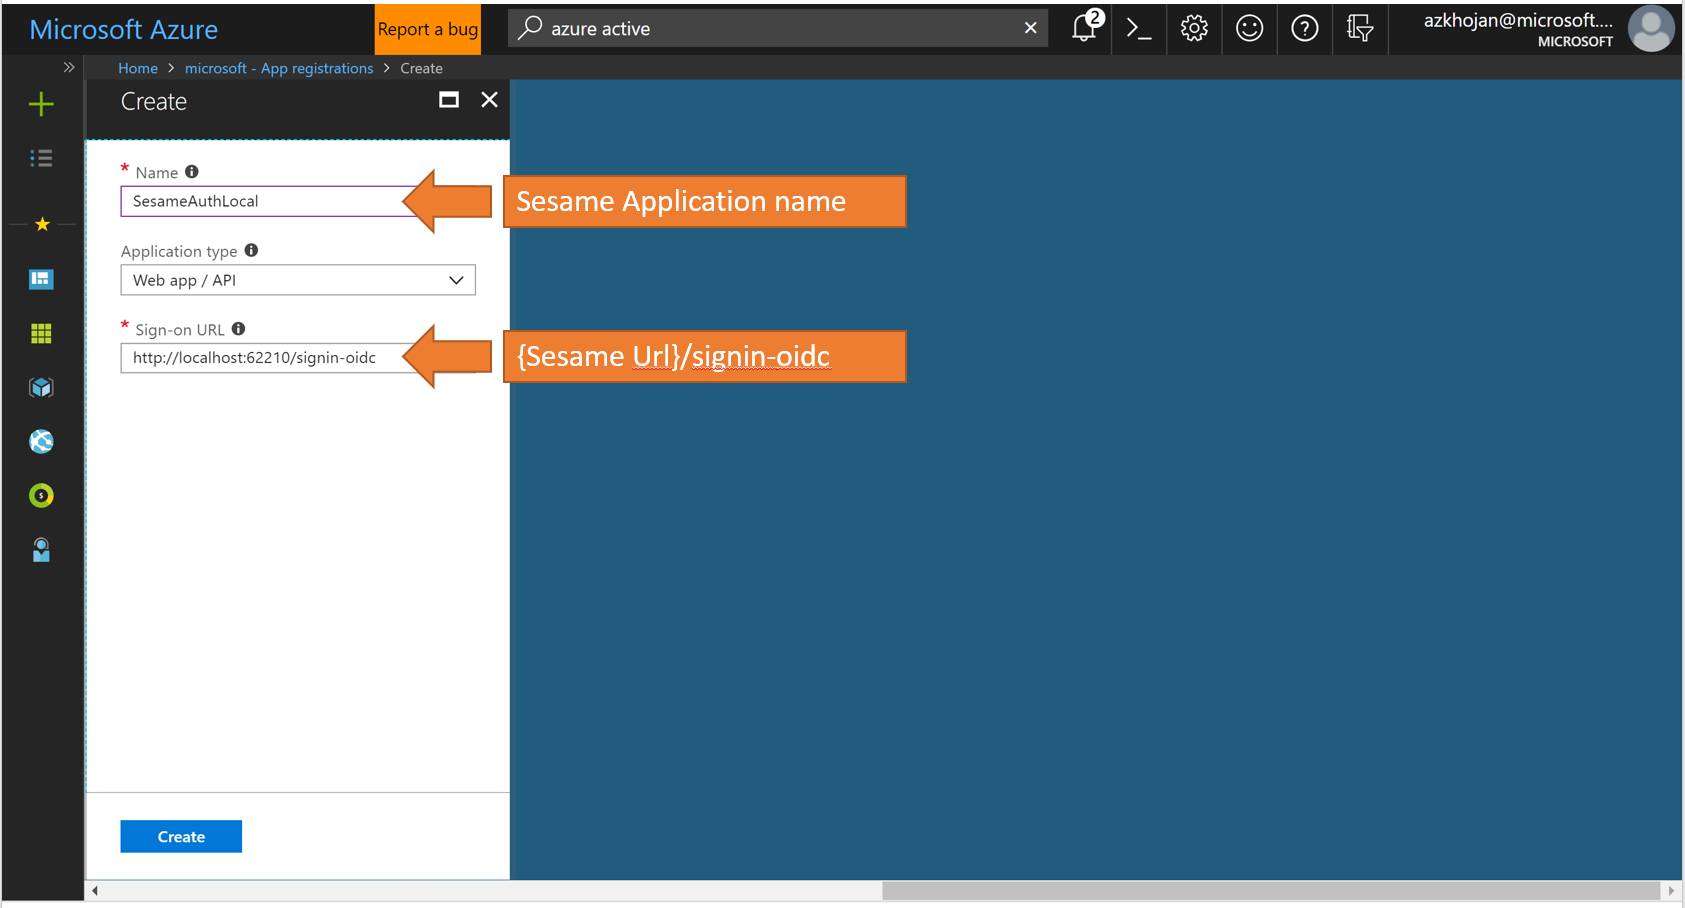 Microsoft Azure
Report a bug
azure active
2
azkhojan@microsoft....
MICROSOFT
Home > microsoft - App registrations > Create
Create
* Name
SesameAuthLocal
Sesame Application name
Application type
Web app / API
* Sign-on URL
http://localhost:62210/signin-oidc
{Sesame Url}/signin-oidc
Create